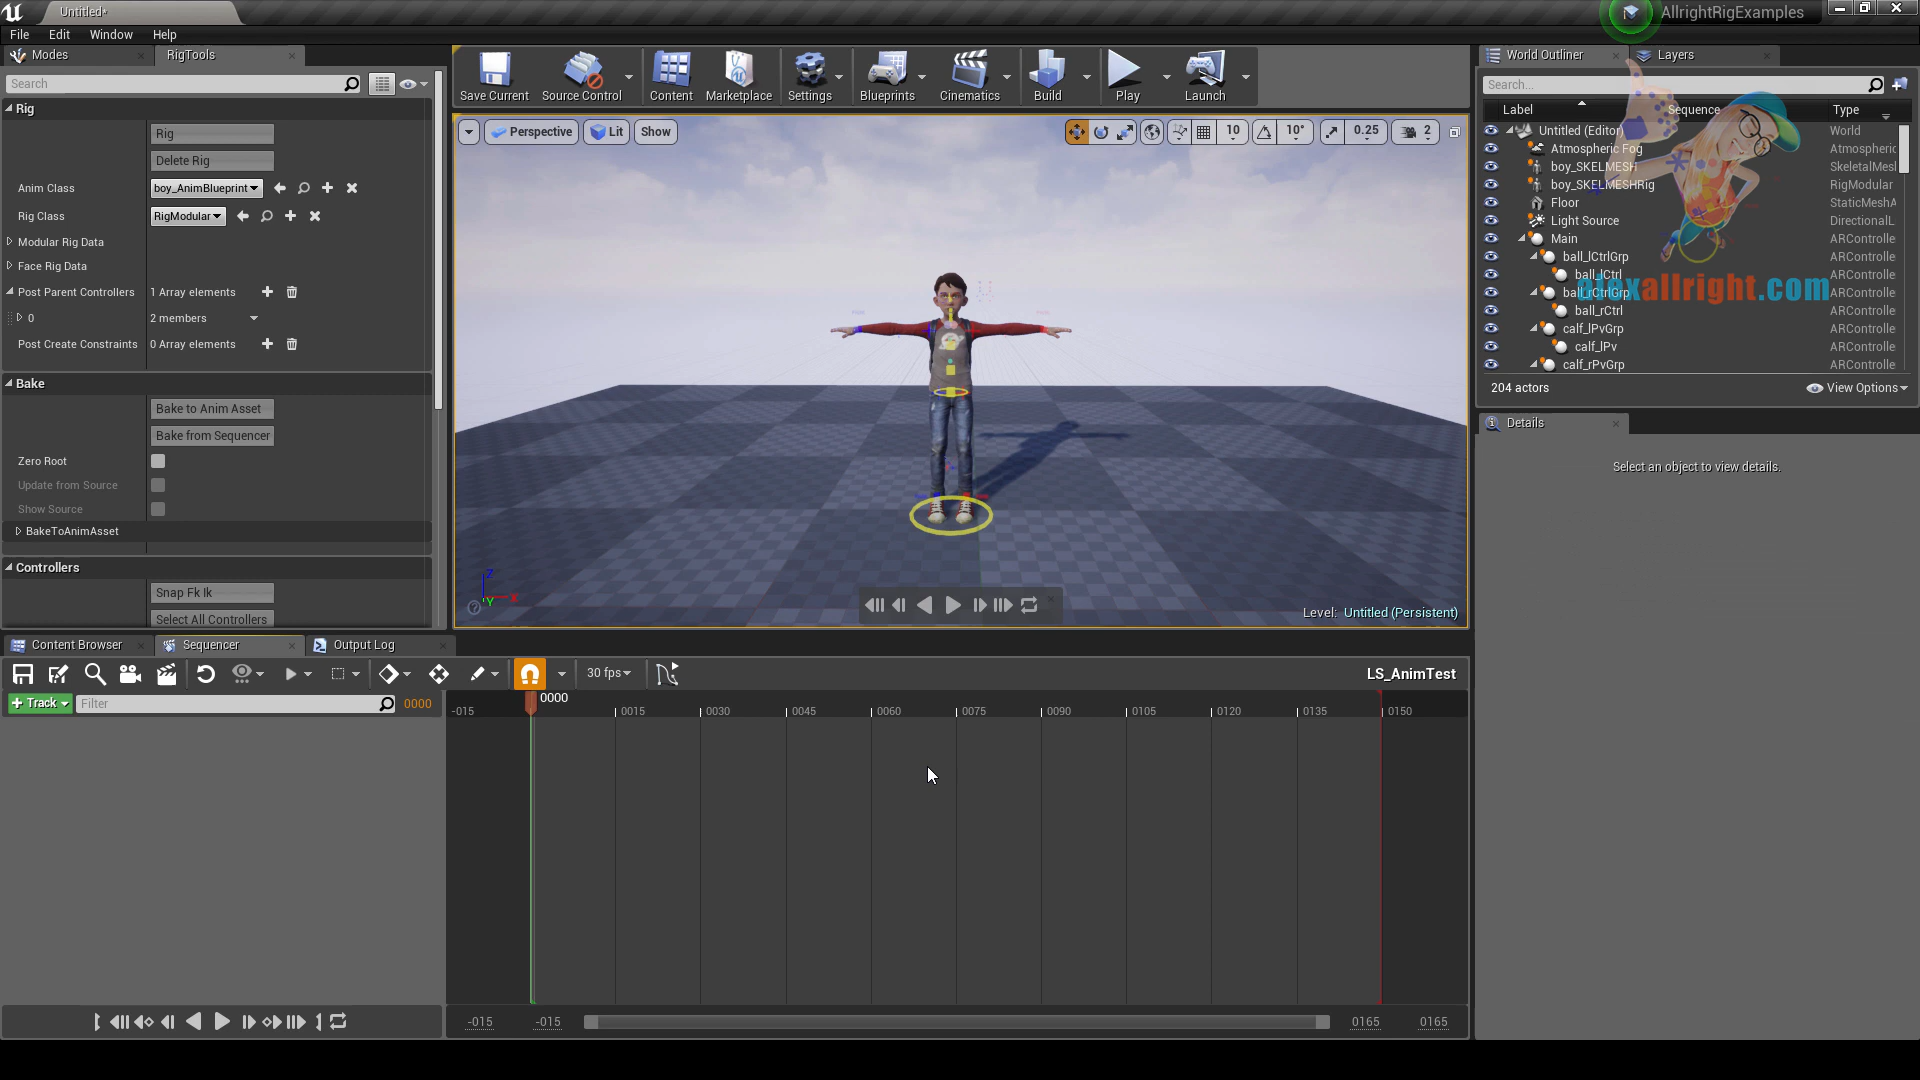 Untitled*
AllrightRigExamples
File Edit Window Help
Modes
RigTools
Search
Rig
Rig
Delete Rig
Anim Class boy_AnimBlueprint
Rig Class RigModular
Modular Rig Data
Face Rig Data
Post Parent Controllers 1 Array elements
0 2 members
Post Create Constraints 0 Array elements
Bake
Bake to Anim Asset
Bake from Sequencer
Zero Root
Update from Source
Show Source
BakeToAnimAsset
Controllers
Snap Fk Ik
Select All Controllers
Save Current Source Control Content Marketplace Settings Blueprints Cinematics Build Play Launch
Perspective Lit Show 10 10° 0.25 2
Z
X
Y
Level: Untitled (Persistent)
World Outliner
Layers
Search...
Label Sequence Type
Untitled (Editor) World
Atmospheric Fog Atmospheric
boy_SKELMESH SkeletalMesl
boy_SKELMESHRig RigModular
Floor StaticMeshA
Light Source DirectionalL
Main ARControlle
ball_lCtrlGrp ARControlle
ball_lCtrl ARControlle
ball_rCtrlGrp ARControlle
ball_rCtrl ARControlle
calf_lPvGrp ARControlle
calf_lPv ARControlle
calf_rPvGrp ARControlle
alexallright.com
204 actors View Options
Details
Select an object to view details.
Content Browser
Sequencer
Output Log
30 fps
LS_AnimTest
Track Filter 0000
0000
-015 0015 0030 0045 0060 0075 0090 0105 0120 0135 0150
-015 -015 0165 0165